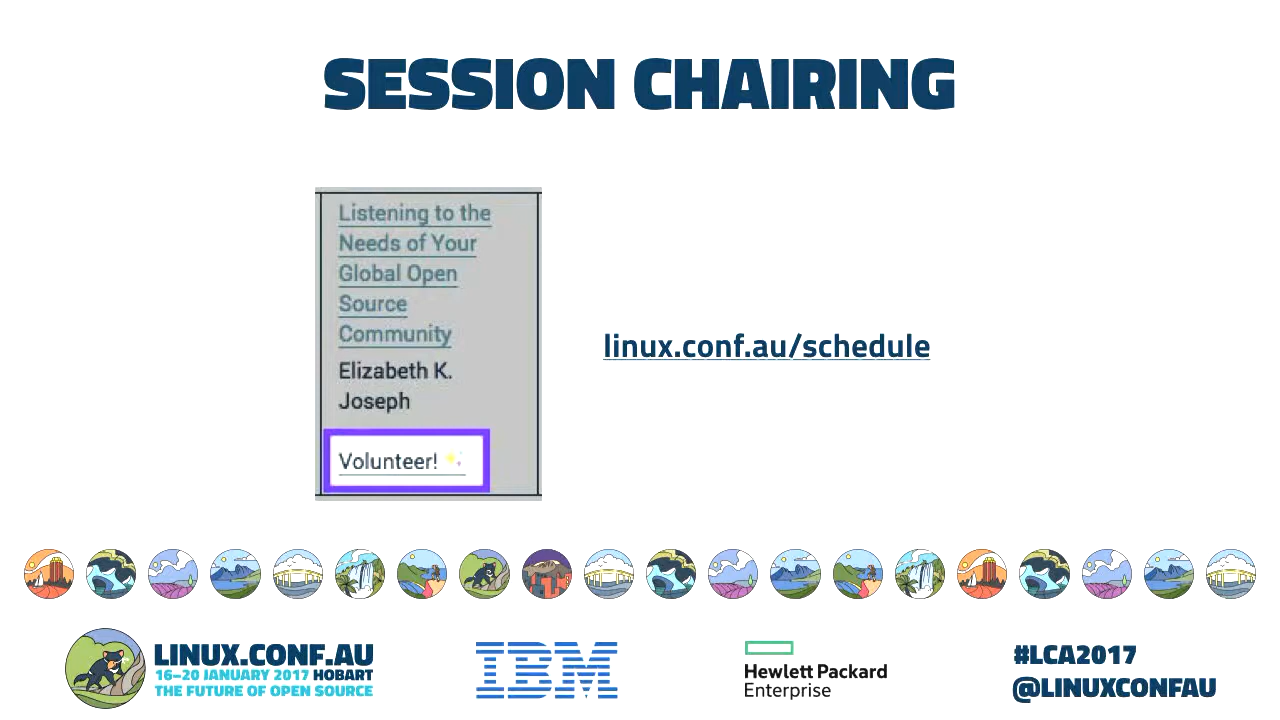 SESSION CHAIRING
Listening to the
Needs of Your
Global Open
Source
Community
Elizabeth K.
Joseph
Volunteer!
linux.conf.au/schedule
LINUX.CONF.AU
16–20 JANUARY 2017 HOBART
THE FUTURE OF OPEN SOURCE
IBM
Hewlett Packard
Enterprise
#LCA2017
@LINUXCONFAU